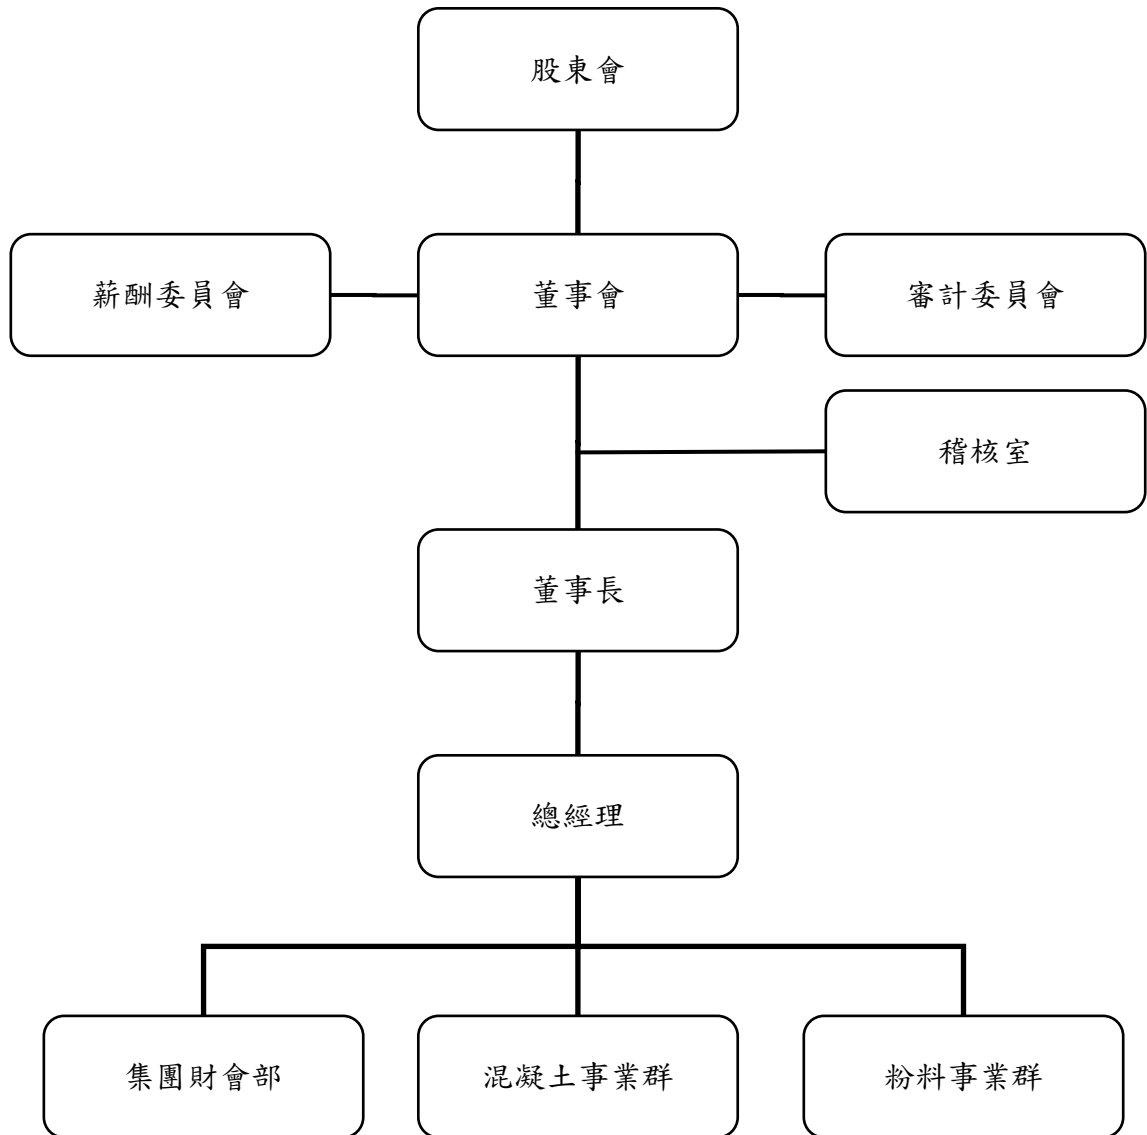 股東會
薪酬委員會
董事會
審計委員會
稽核室
董事長
總經理
集團財會部
混凝土事業群
粉料事業群